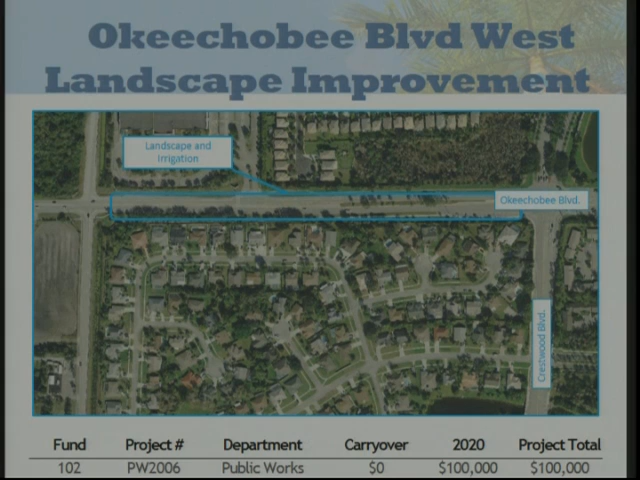 Okeechobee Blvd West
Landscape Improvement
Landscape and
Irrigation
Okeechobee Blvd.
Crestwood Blvd.
Fund Project # Department Carryover 2020 Project Total
102 PW2006 Public Works $0 $100,000 $100,000